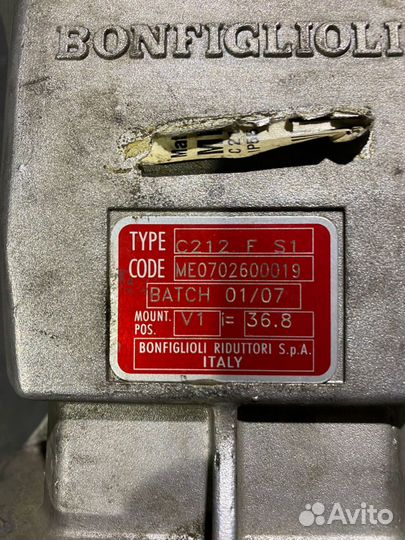 BONFIGLIOLI
TYPE C212 F S1
CODE ME0702600019
BATCH 01/07
MOUNT. POS. V1 i= 36.8
BONFIGLIOLI RIDUTTORI S.p.A.
ITALY
Avito